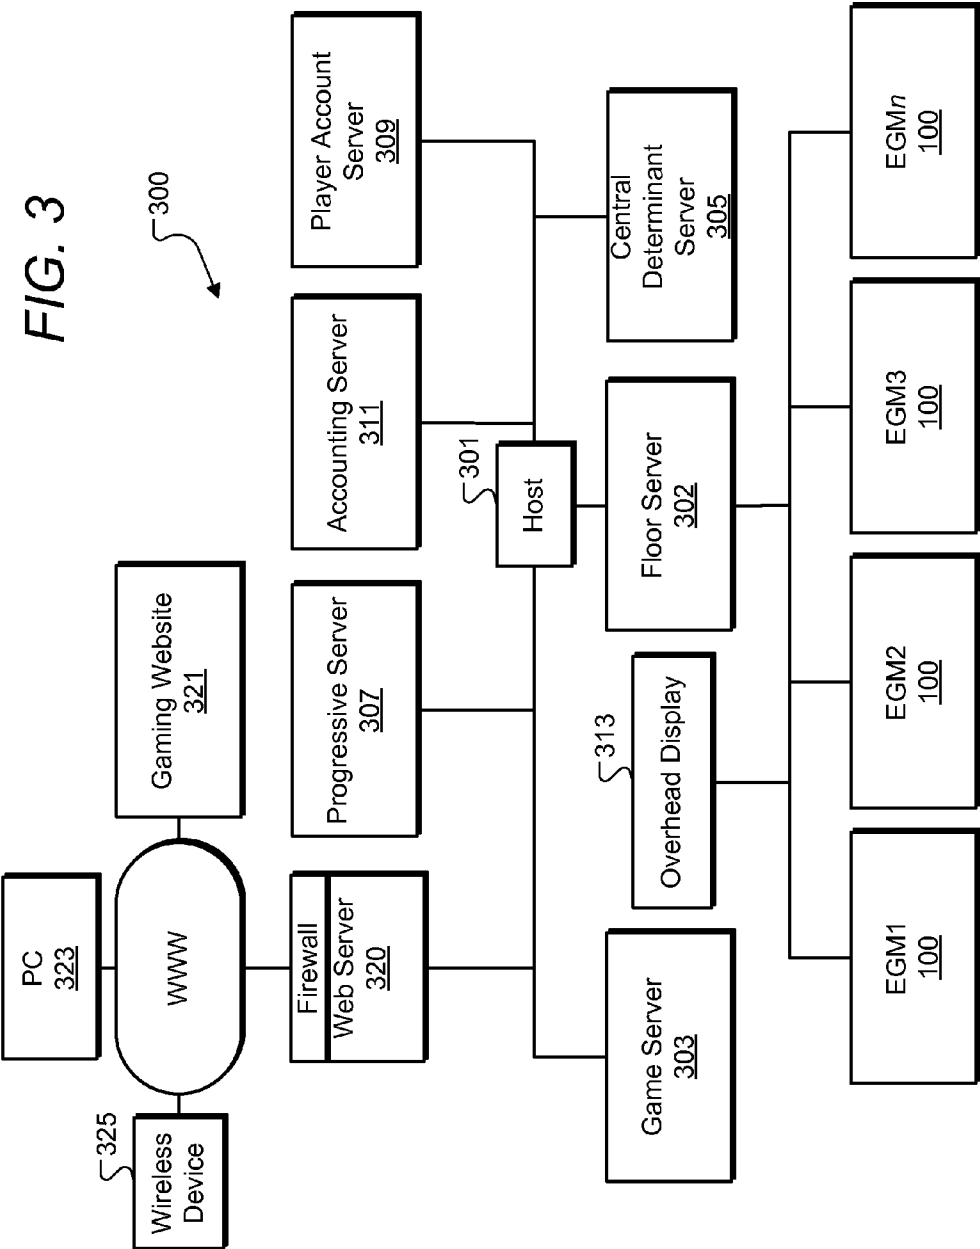 FIG. 3
300
PC
323
325
Wireless
Device
WWW
Gaming Website
321
Firewall
Web Server
320
Progressive Server
307
Accounting Server
311
Player Account
Server
309
301
Host
Game Server
303
313
Overhead Display
Floor Server
302
Central
Determinant
Server
305
EGM1
100
EGM2
100
EGM3
100
EGMn
100